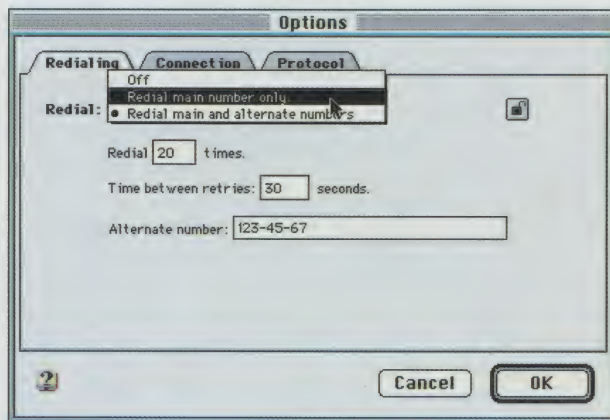 Options
Redialing Connection Protocol
Off
Redial: Redial main number only
● Redial main and alternate numbers
Redial 20 times.
Time between retries: 30 seconds.
Alternate number: 123-45-67
Cancel OK